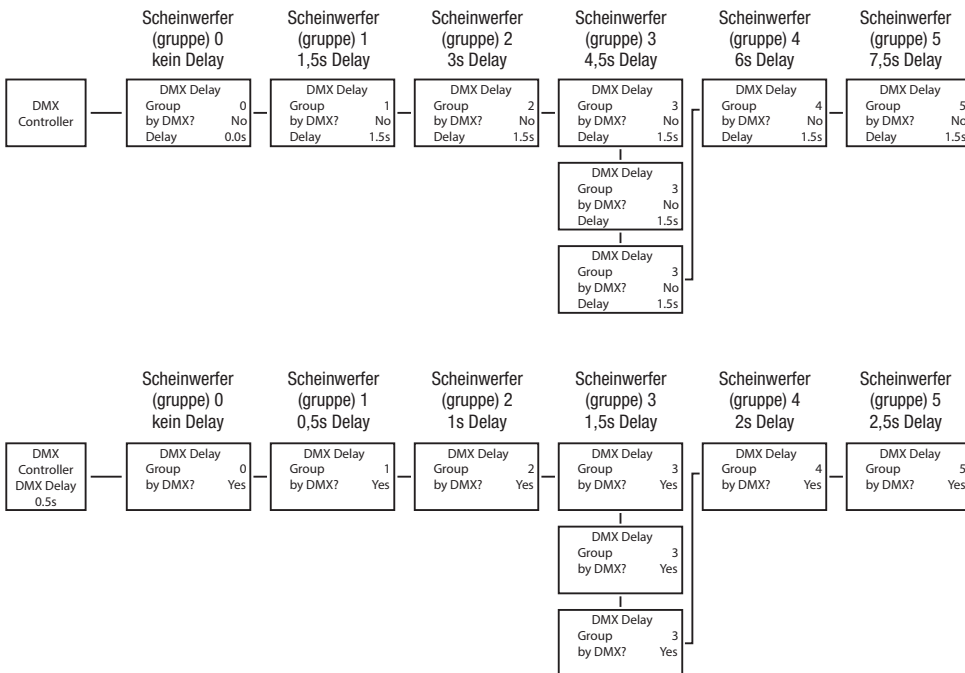 Scheinwerfer
(gruppe) 0
kein Delay
Scheinwerfer
(gruppe) 1
1,5s Delay
Scheinwerfer
(gruppe) 2
3s Delay
Scheinwerfer
(gruppe) 3
4,5s Delay
Scheinwerfer
(gruppe) 4
6s Delay
Scheinwerfer
(gruppe) 5
7,5s Delay
DMX
Controller
DMX Delay
Group 0
by DMX? No
Delay 0.0s
DMX Delay
Group 1
by DMX? No
Delay 1.5s
DMX Delay
Group 2
by DMX? No
Delay 1.5s
DMX Delay
Group 3
by DMX? No
Delay 1.5s
DMX Delay
Group 3
by DMX? No
Delay 1.5s
DMX Delay
Group 3
by DMX? No
Delay 1.5s
DMX Delay
Group 4
by DMX? No
Delay 1.5s
DMX Delay
Group 5
by DMX? No
Delay 1.5s
Scheinwerfer
(gruppe) 0
kein Delay
Scheinwerfer
(gruppe) 1
0,5s Delay
Scheinwerfer
(gruppe) 2
1s Delay
Scheinwerfer
(gruppe) 3
1,5s Delay
Scheinwerfer
(gruppe) 4
2s Delay
Scheinwerfer
(gruppe) 5
2,5s Delay
DMX
Controller
DMX Delay
0.5s
DMX Delay
Group 0
by DMX? Yes
DMX Delay
Group 1
by DMX? Yes
DMX Delay
Group 2
by DMX? Yes
DMX Delay
Group 3
by DMX? Yes
DMX Delay
Group 3
by DMX? Yes
DMX Delay
Group 3
by DMX? Yes
DMX Delay
Group 4
by DMX? Yes
DMX Delay
Group 5
by DMX? Yes